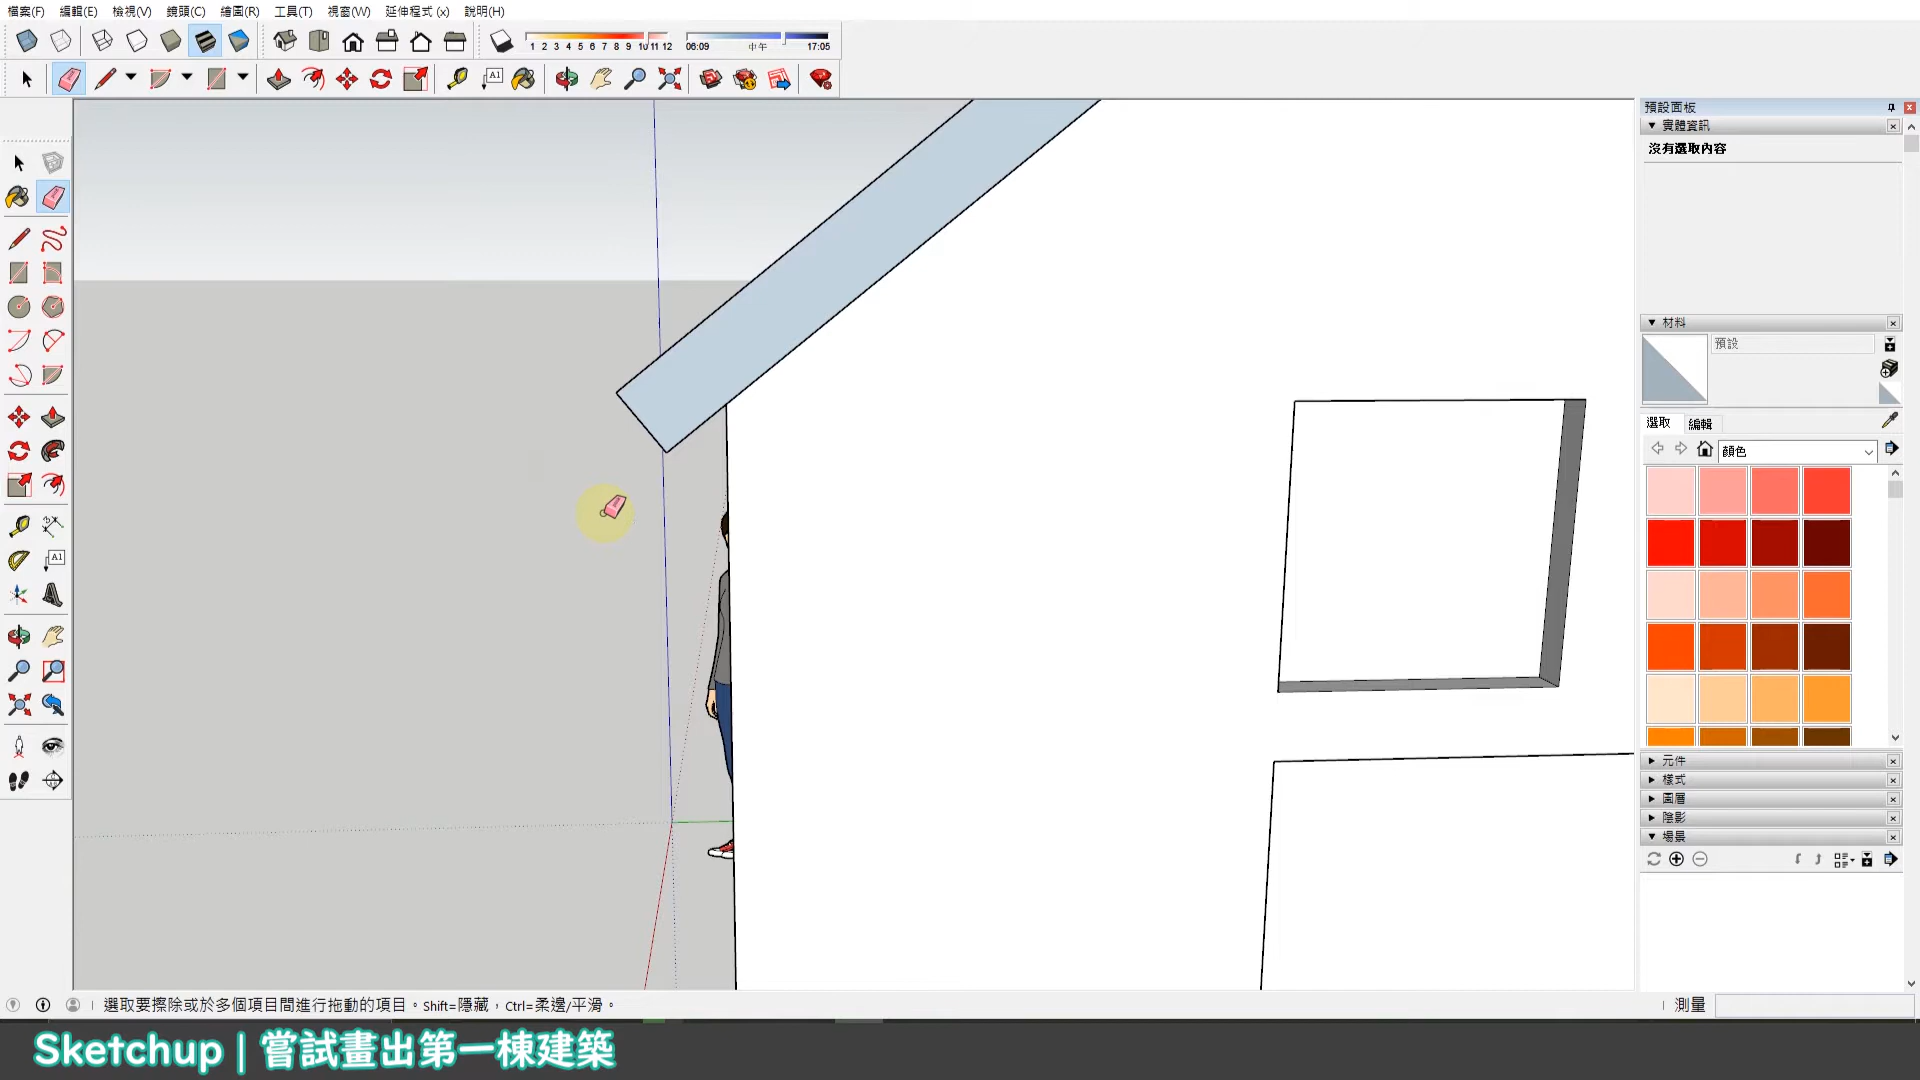 檔案(F) 編輯(E) 檢視(V) 鏡頭(C) 繪圖(R) 工具(T) 視窗(W) 延伸程式 (x) 說明(H)
1 2 3 4 5 6 7 8 9 10 11 12 06:09 中午 17:05
A1
預設面板
實體資訊
沒有選取內容
材料
預設
選取 編輯
顏色
A1
元件
樣式
圖層
陰影
場景
選取要擦除或於多個項目間進行拖動的項目。Shift=隱藏，Ctrl=柔邊/平滑。
測量
Sketchup | 嘗試畫出第一棟建築